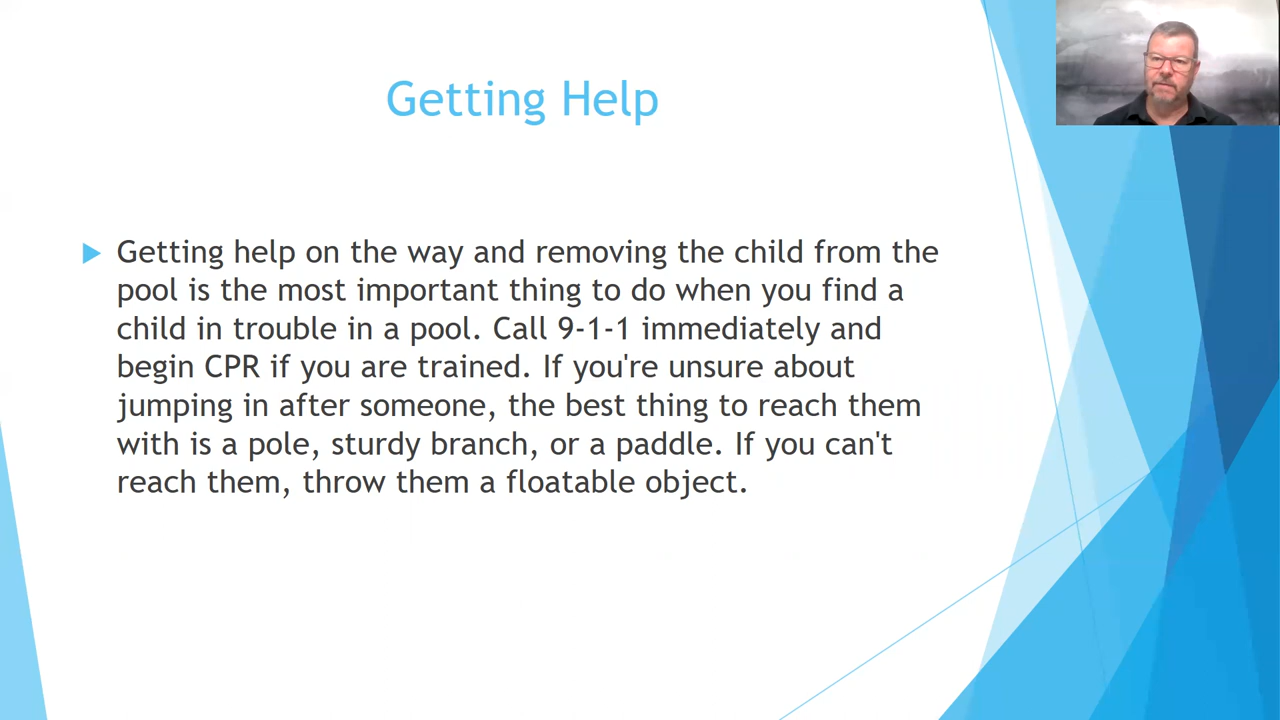 Getting Help
Getting help on the way and removing the child from the
pool is the most important thing to do when you find a
child in trouble in a pool. Call 9-1-1 immediately and
begin CPR if you are trained. If you're unsure about
jumping in after someone, the best thing to reach them
with is a pole, sturdy branch, or a paddle. If you can't
reach them, throw them a floatable object.